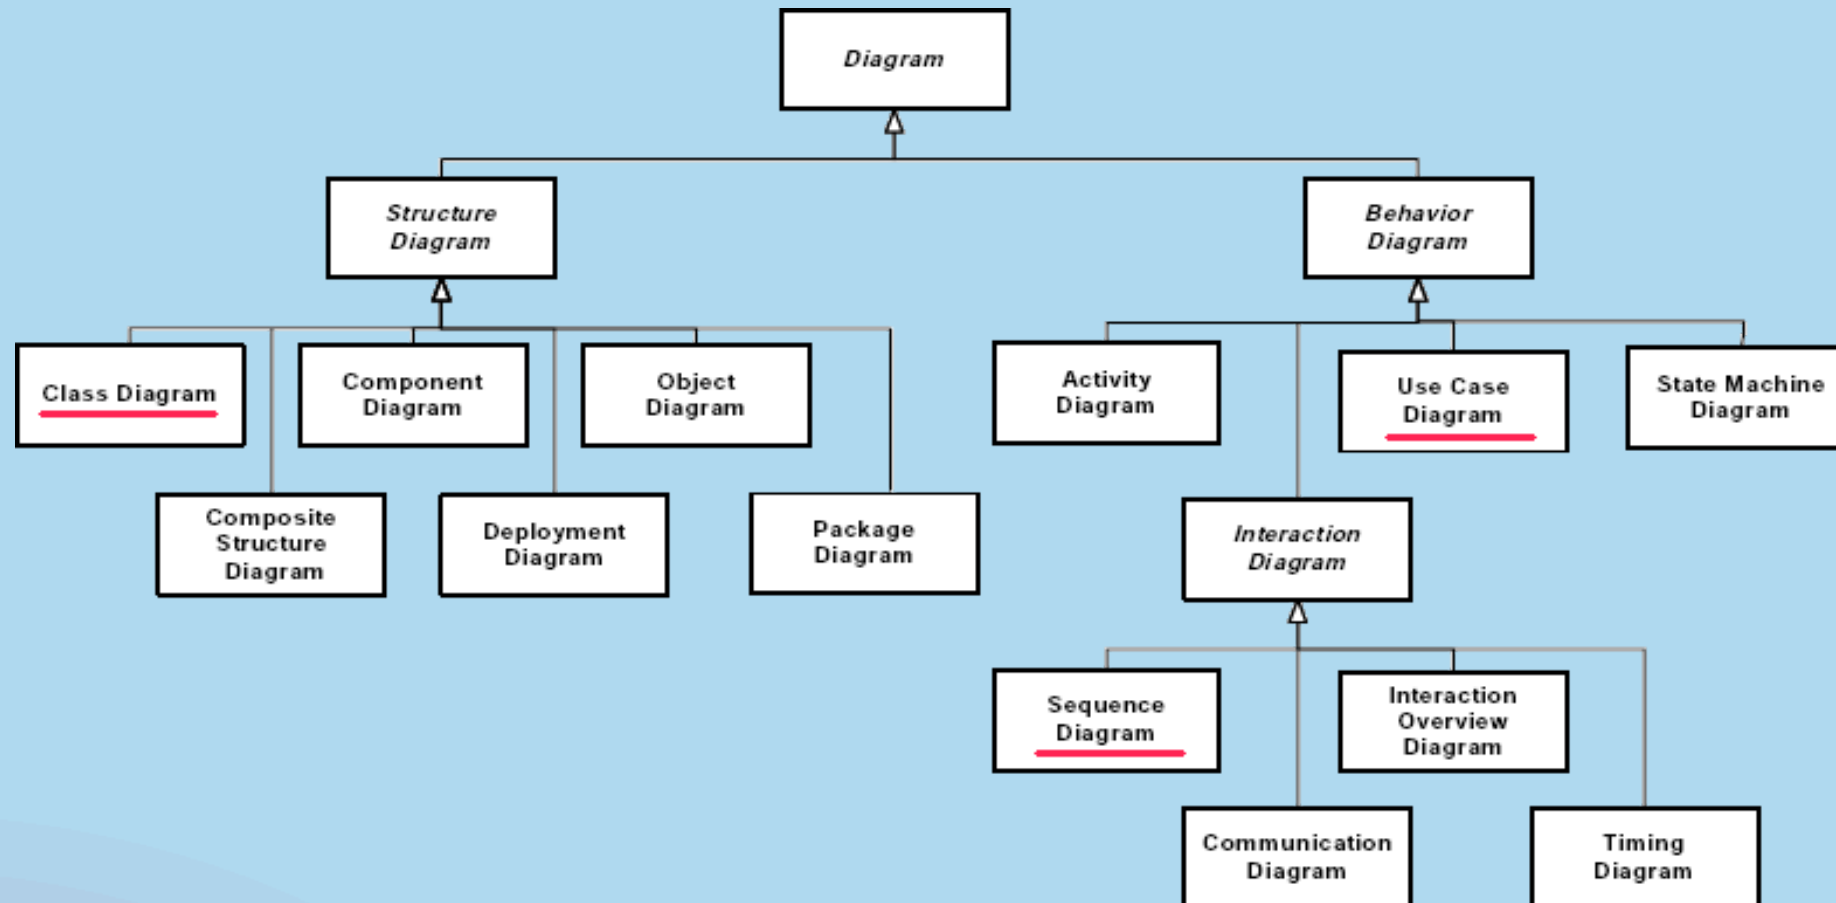 Diagram
Structure
Diagram
Behavior
Diagram
Class Diagram
Component
Diagram
Object
Diagram
Activity
Diagram
Use Case
Diagram
State Machine
Diagram
Composite
Structure
Diagram
Deployment
Diagram
Package
Diagram
Interaction
Diagram
Sequence
Diagram
Interaction
Overview
Diagram
Communication
Diagram
Timing
Diagram